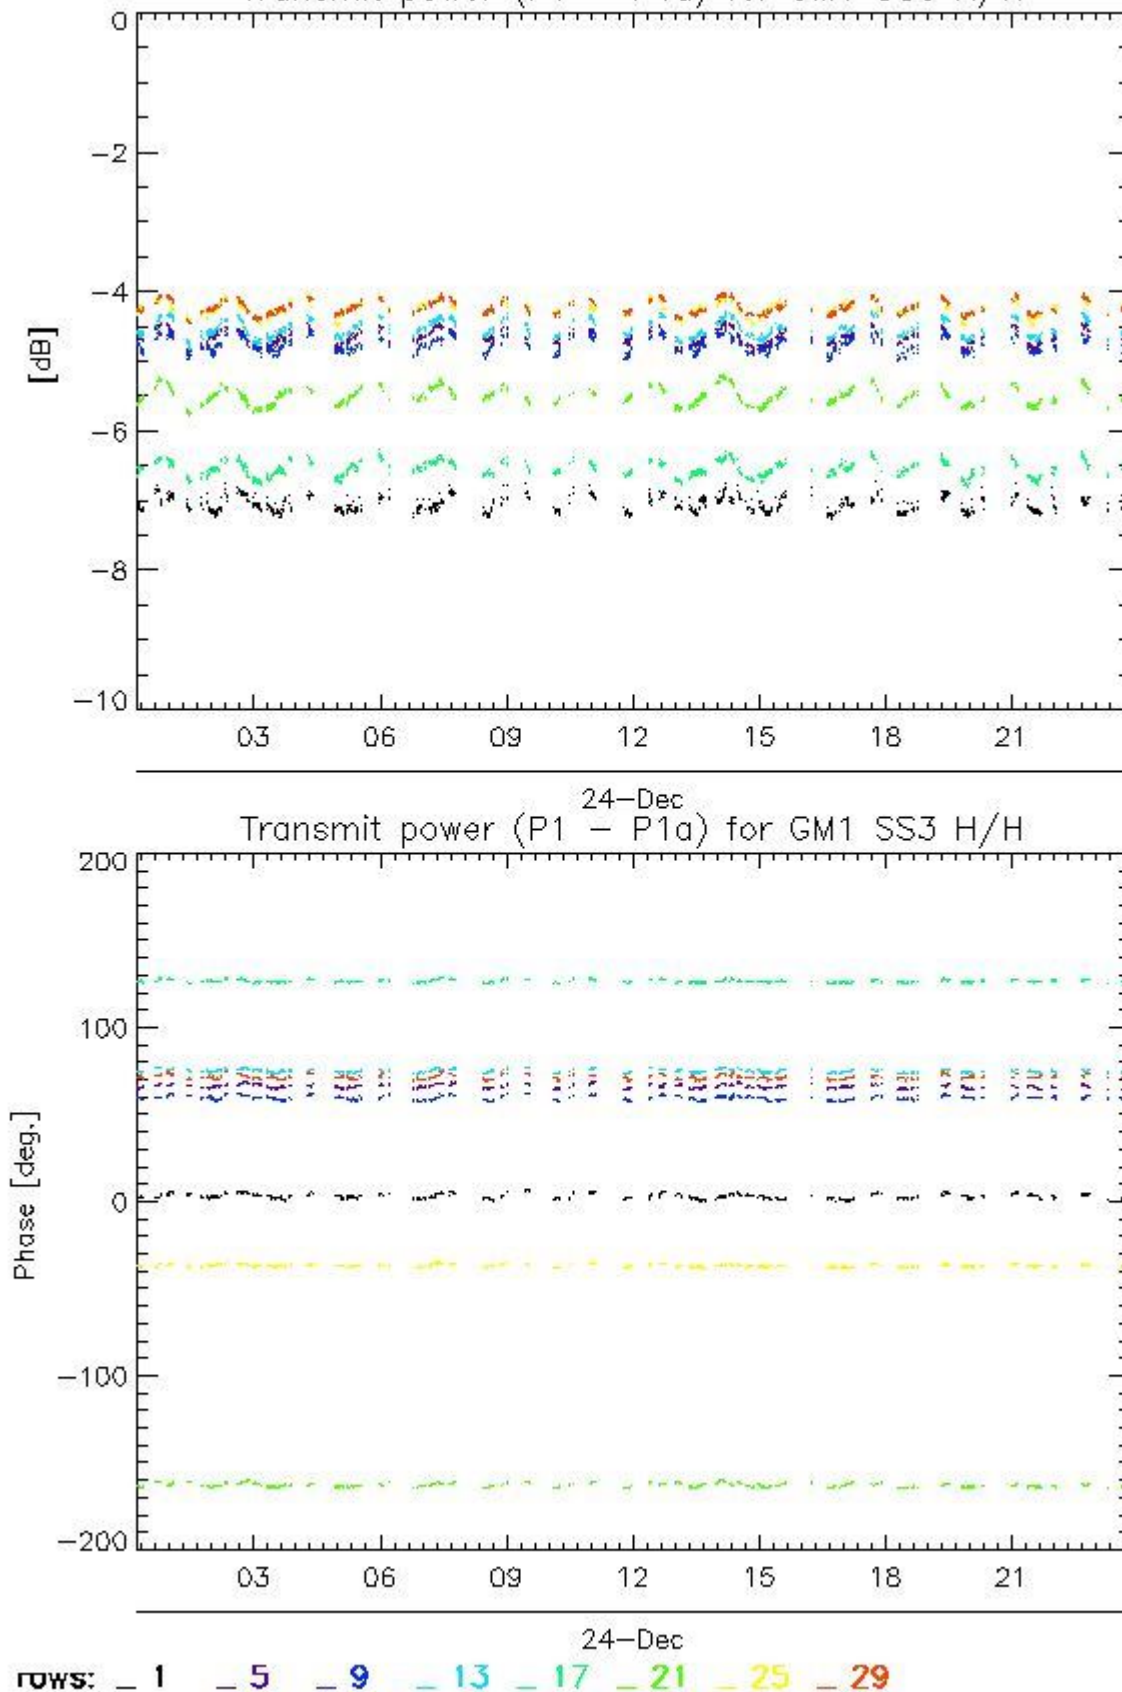 0
−2
−4
[dB]
−6
−8
−10
03 06 09 12 15 18 21
24−Dec
Transmit power (P1 − P1a) for GM1 SS3 H/H
200
100
Phase [deg.]
0
−100
−200
03 06 09 12 15 18 21
24−Dec
rows: _ 1 _ 5 _ 9 _ 13 _ 17 _ 21 _ 25 _ 29